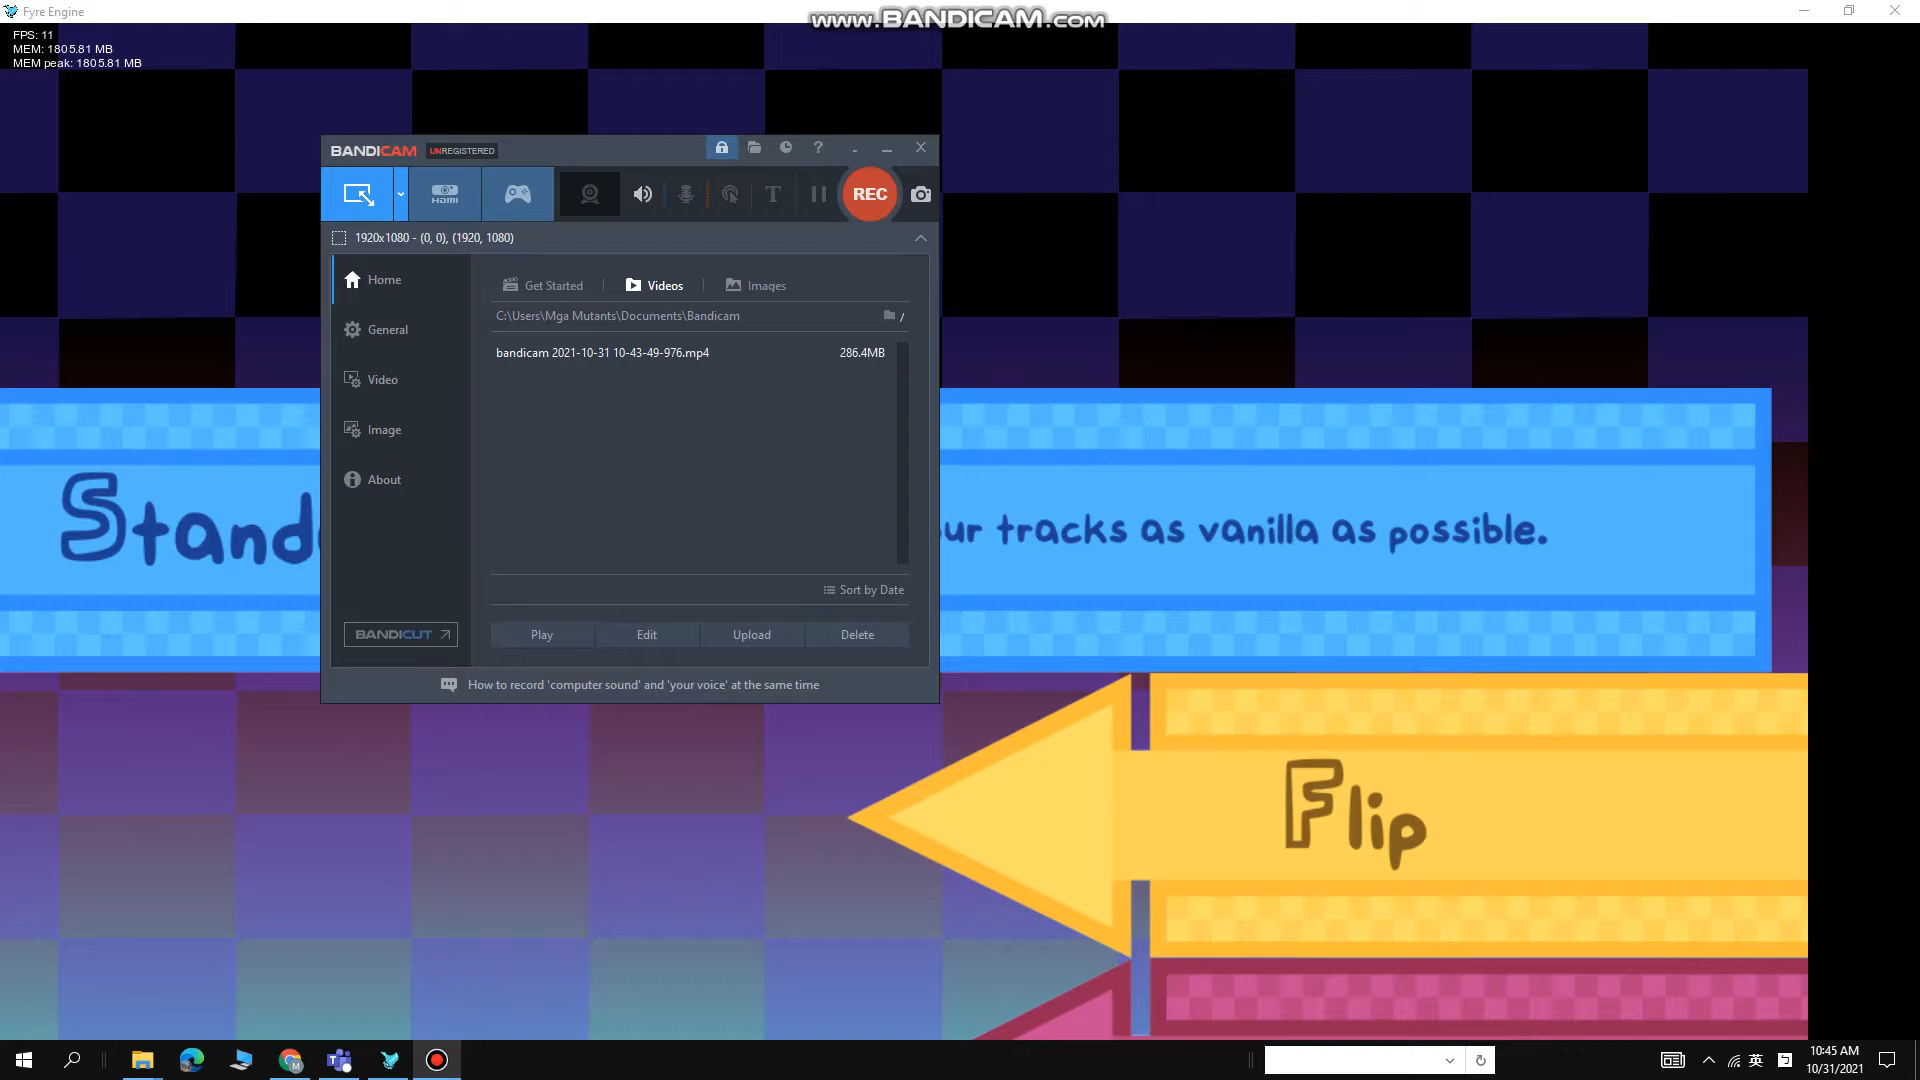 Fyre Engine
www.BANDICAM.com
FPS: 11
MEM: 1805.81 MB
MEM peak: 1805.81 MB
BANDICAM UNREGISTERED
HDMI
T
REC
1920x1080 - (0, 0), (1920, 1080)
Home
General
Video
Image
About
BANDICUT
Get Started
Videos
Images
C:\Users\Mga Mutants\Documents\Bandicam
/
bandicam 2021-10-31 10-43-49-976.mp4 286.4MB
Sort by Date
Play Edit Upload Delete
How to record 'computer sound' and 'your voice' at the same time
ur tracks as vanilla as possible.
Flip
英
10:45 AM
10/31/2021